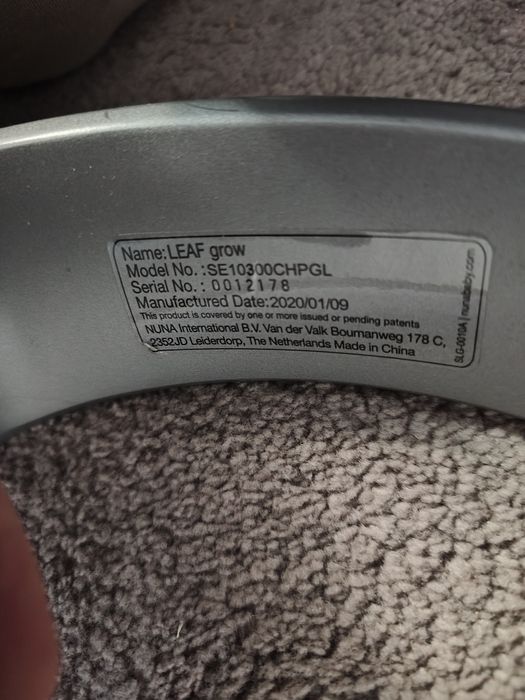 Name:LEAF grow
Model No. :SE10300CHPGL
Serial No. : 0012178
Manufactured Date:2020/01/09
This product is covered by one or more issued or pending patents
NUNA International B.V. Van der Valk Boumanweg 178 C,
2352JD Leiderdorp, The Netherlands Made in China
SLG-0010A | nunababy.com